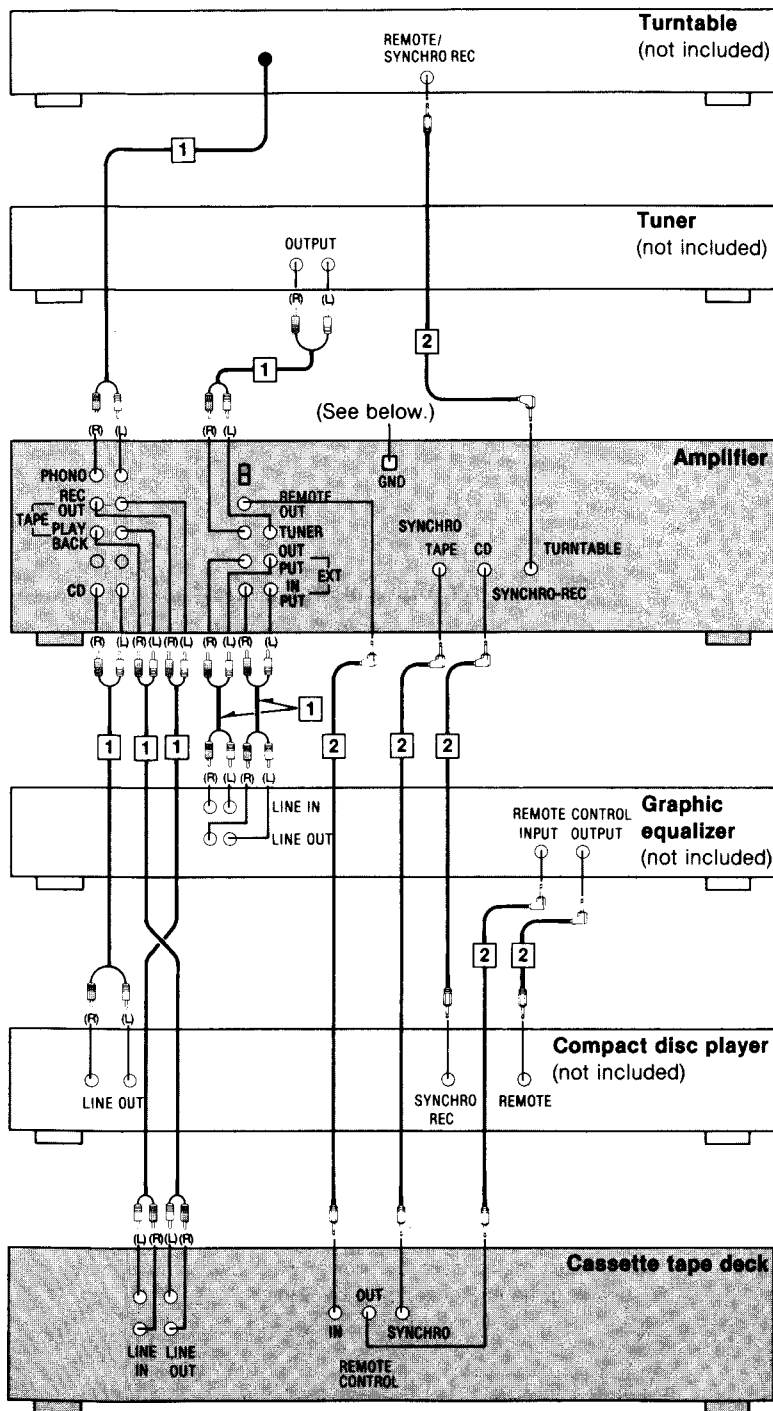 Turntable
(not included)
REMOTE/
SYNCHRO REC
1
Tuner
(not included)
OUTPUT
(R) (L)
2
1
(See below.)
(R) (L) (R) (L)
Amplifier
GND
PHONO
REC
OUT
TAPE
PLAY
BACK
CD
REMOTE
OUT
TUNER
OUT
PUT
EXT
IN
PUT
SYNCHRO
TAPE CD TURNTABLE
SYNCHRO-REC
(R) (L) (R) (L) (R) (L) (R) (L) (R) (L)
1 1 1 1 2 2 2
(R) (L) (R) (L)
LINE IN
LINE OUT
Graphic
equalizer
(not included)
REMOTE CONTROL
INPUT OUTPUT
2 2
(R) (L)
LINE OUT
Compact disc player
(not included)
SYNCHRO
REC
REMOTE
(L) (R) (L) (R)
Cassette tape deck
OUT
IN SYNCHRO
REMOTE
CONTROL
LINE
IN
LINE
OUT